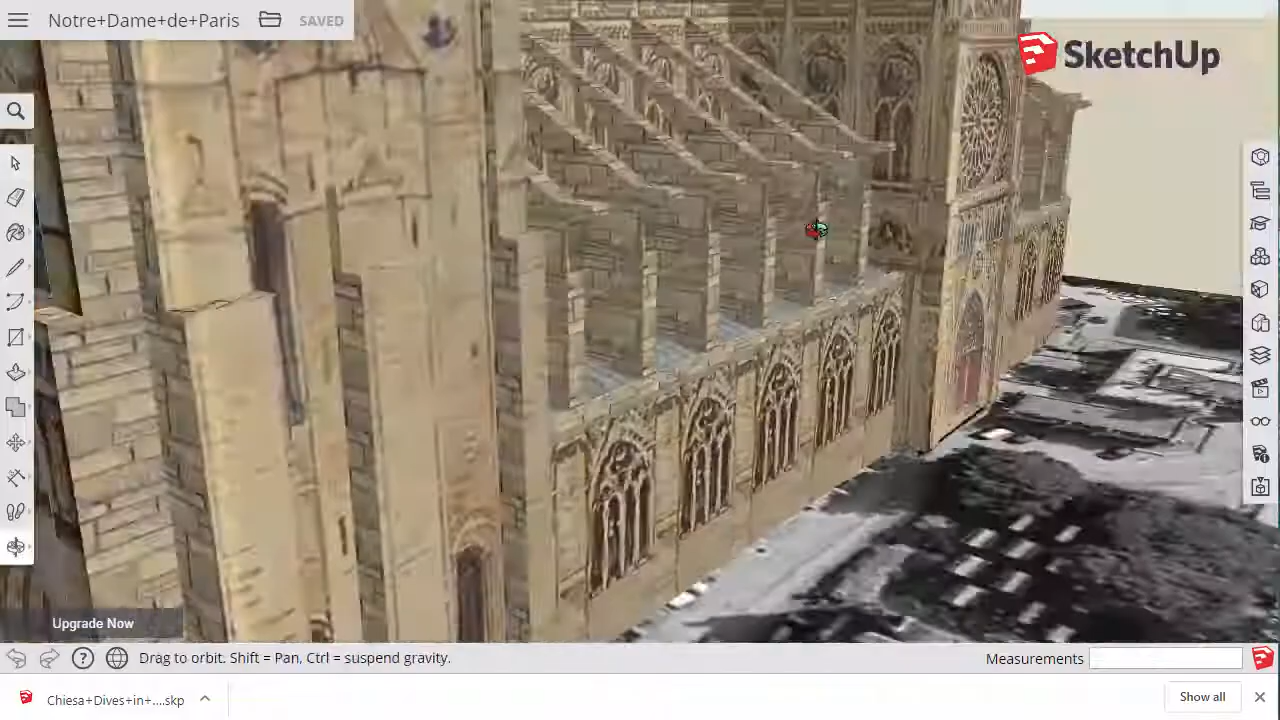 Notre+Dame+de+Paris
SAVED
SketchUp
Upgrade Now
Drag to orbit. Shift = Pan, Ctrl = suspend gravity.
Measurements
Chiesa+Dives+in+....skp
Show all